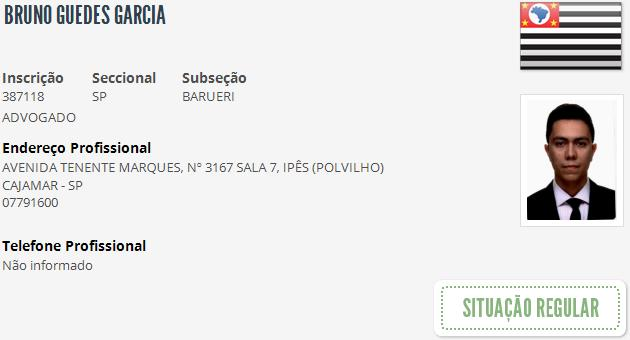 BRUNO GUEDES GARCIA
Inscrição Seccional Subseção
387118 SP BARUERI
ADVOGADO
Endereço Profissional
AVENIDA TENENTE MARQUES, Nº 3167 SALA 7, IPÊS (POLVILHO)
CAJAMAR - SP
07791600
Telefone Profissional
Não informado
SITUAÇÃO REGULAR